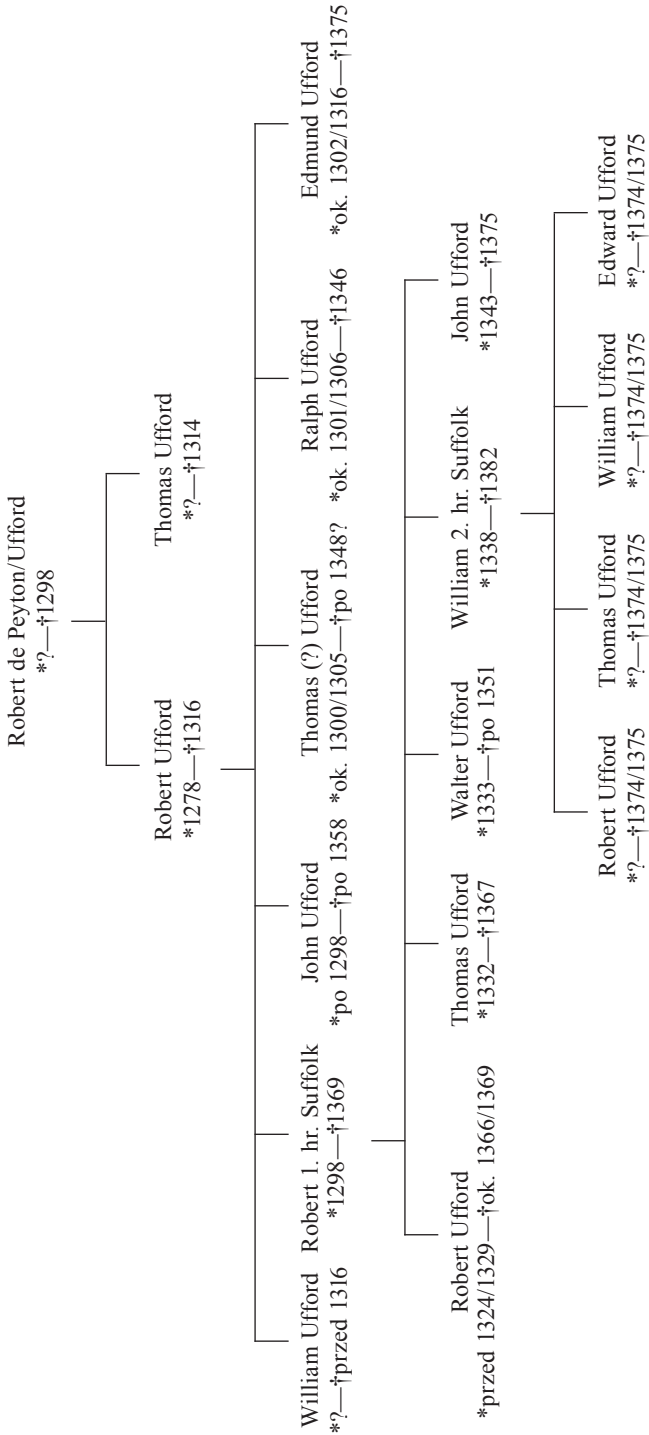 Robert de Peyton/Ufford
*?—†1298
Robert Ufford
*1278—†1316
Thomas Ufford
*?—†1314
William Ufford
*?—†przed 1316
Robert 1. hr. Suffolk
*1298—†1369
John Ufford
*po 1298—†po 1358
Thomas (?) Ufford
*ok. 1300/1305—†po 1348?
Ralph Ufford
*ok. 1301/1306—†1346
Edmund Ufford
*ok. 1302/1316—†1375
Robert Ufford
*przed 1324/1329—†ok. 1366/1369
Thomas Ufford
*1332—†1367
Walter Ufford
*1333—†po 1351
William 2. hr. Suffolk
*1338—†1382
John Ufford
*1343—†1375
Robert Ufford
*?—†1374/1375
Thomas Ufford
*?—†1374/1375
William Ufford
*?—†1374/1375
Edward Ufford
*?—†1374/1375